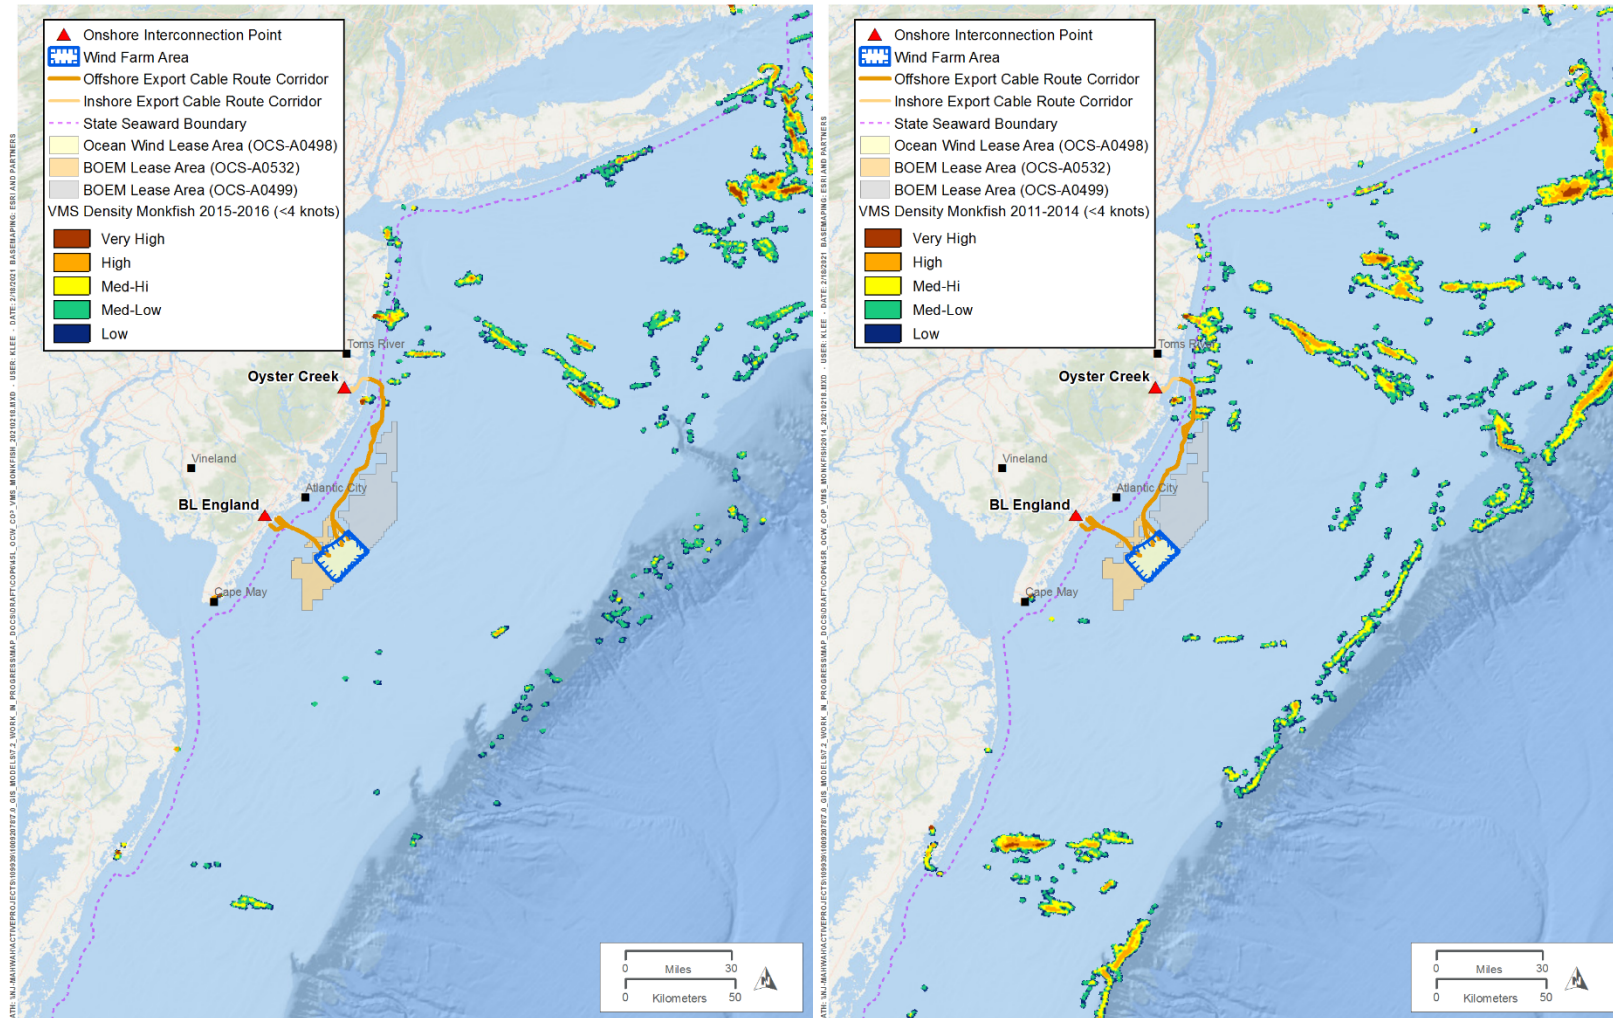 Onshore Interconnection Point
Wind Farm Area
Offshore Export Cable Route Corridor
Inshore Export Cable Route Corridor
State Seaward Boundary
Ocean Wind Lease Area (OCS-A0498)
BOEM Lease Area (OCS-A0532)
BOEM Lease Area (OCS-A0499)
VMS Density Monkfish 2015-2016 (<4 knots)
Very High
High
Med-Hi
Med-Low
Low
Toms River
Oyster Creek
Vineland
Atlantic City
BL England
Cape May
0 Miles 30
0 Kilometers 50
N
Onshore Interconnection Point
Wind Farm Area
Offshore Export Cable Route Corridor
Inshore Export Cable Route Corridor
State Seaward Boundary
Ocean Wind Lease Area (OCS-A0498)
BOEM Lease Area (OCS-A0532)
BOEM Lease Area (OCS-A0499)
VMS Density Monkfish 2011-2014 (<4 knots)
Very High
High
Med-Hi
Med-Low
Low
Toms River
Oyster Creek
Vineland
Atlantic City
BL England
Cape May
0 Miles 30
0 Kilometers 50
N